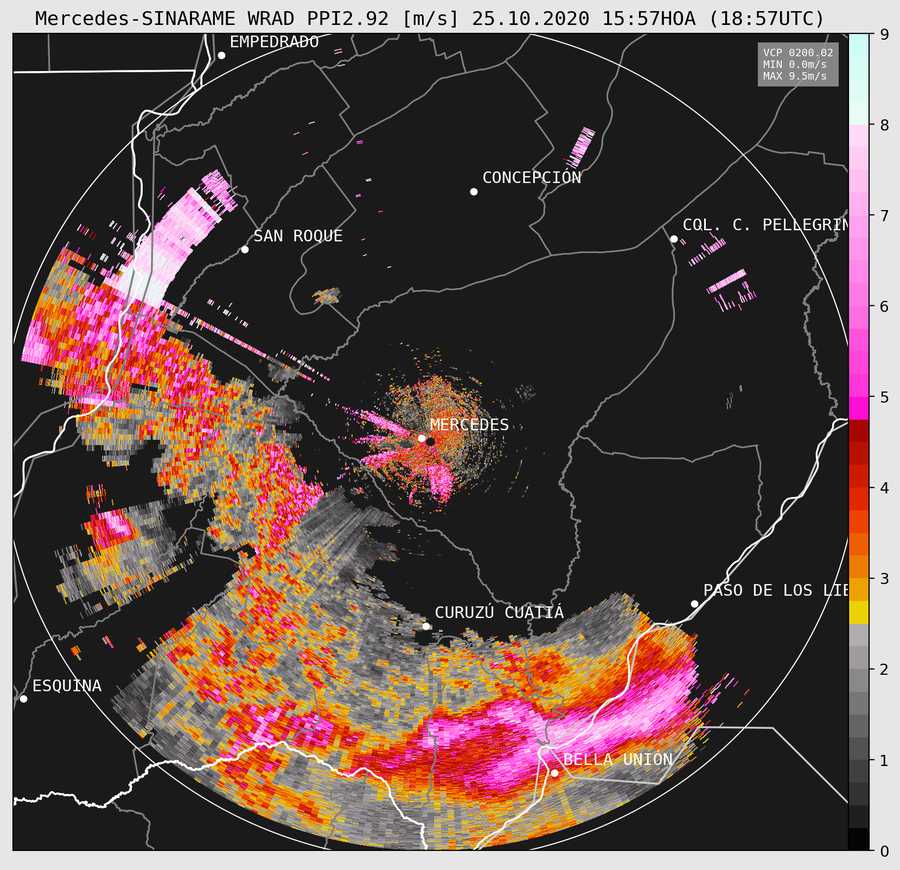 Mercedes-SINARAME WRAD PPI2.92 [m/s] 25.10.2020 15:57HOA (18:57UTC)
EMPEDRADO
VCP 0200.02
MIN 0.0m/s
MAX 9.5m/s
CONCEPCIÓN
COL. C. PELLEGRIN
SAN ROQUE
MERCEDES
PASO DE LOS LIB
CURUZÚ CUATIÁ
ESQUINA
BELLA UNIÓN
9
8
7
6
5
4
3
2
1
0